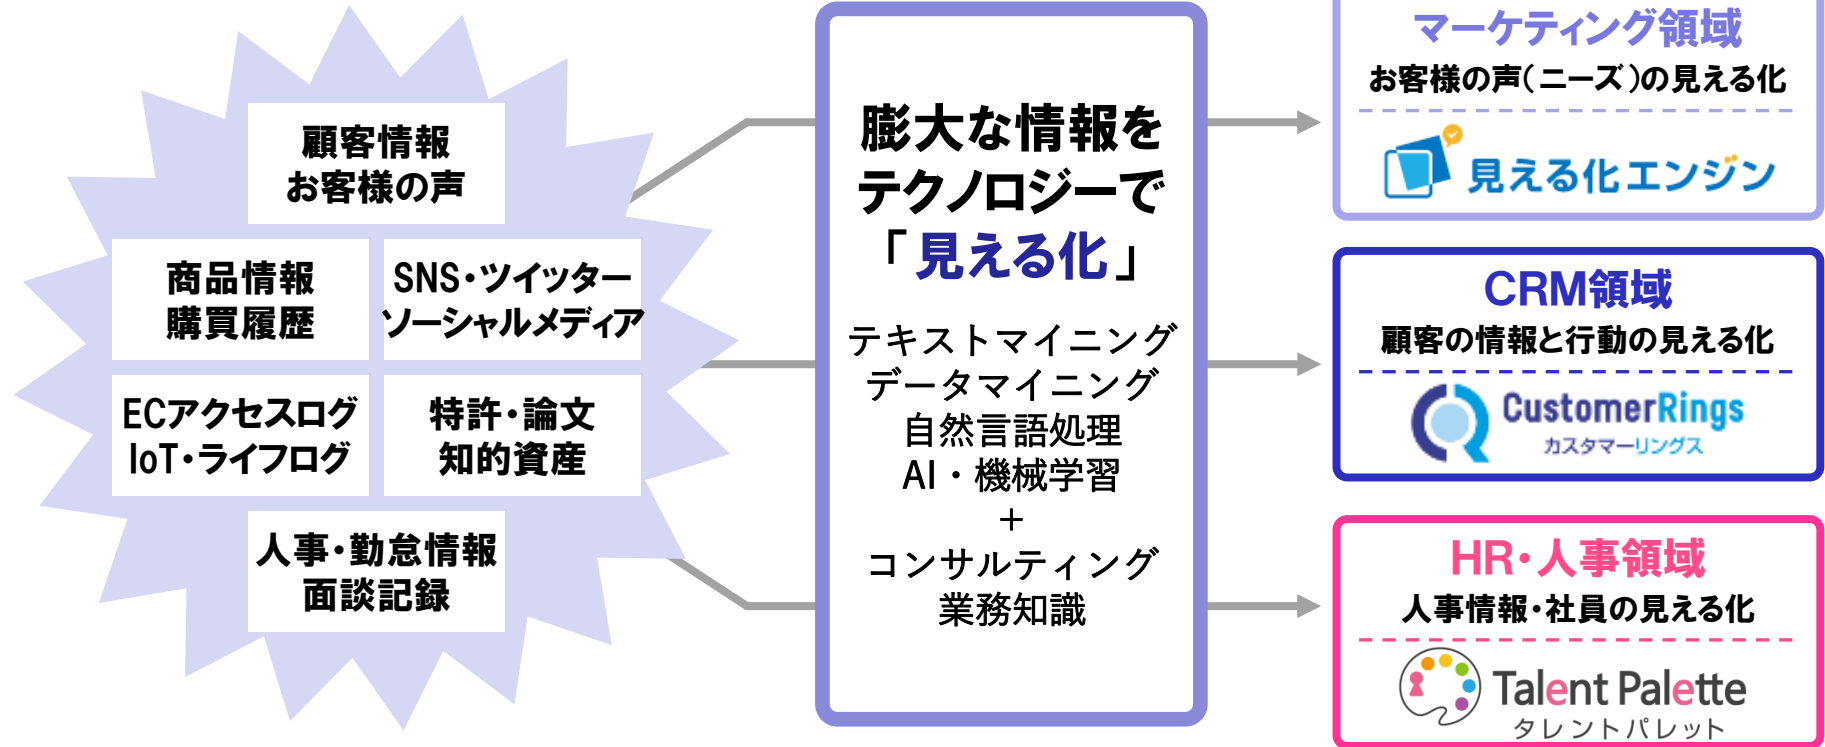 顧客情報
お客様の声
商品情報
購買履歴
SNS・ツイッター
ソーシャルメディア
ECアクセスログ
IoT・ライフログ
特許・論文
知的資産
人事・勤怠情報
面談記録
膨大な情報を
テクノロジーで
「見える化」
テキストマイニング
データマイニング
自然言語処理
AI・機械学習
+
コンサルティング
業務知識
マーケティング領域
お客様の声（ニーズ）の見える化
見える化エンジン
CRM領域
顧客の情報と行動の見える化
CustomerRings
カスタマーリングス
HR・人事領域
人事情報・社員の見える化
Talent Palette
タレントパレット